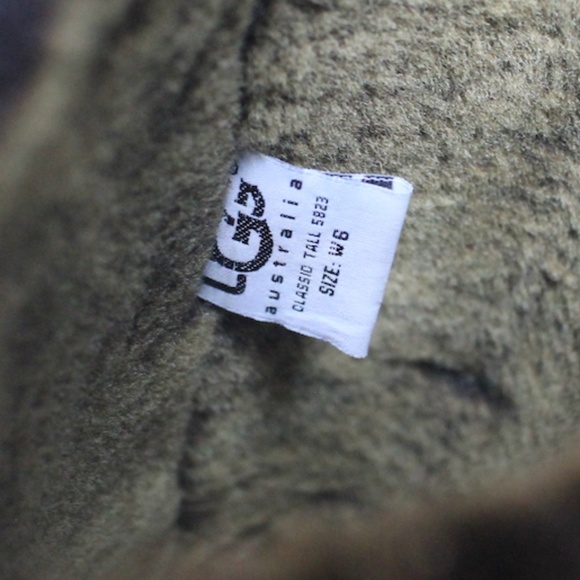 UGG
australia
CLASSIC TALL 5823
SIZE: W6